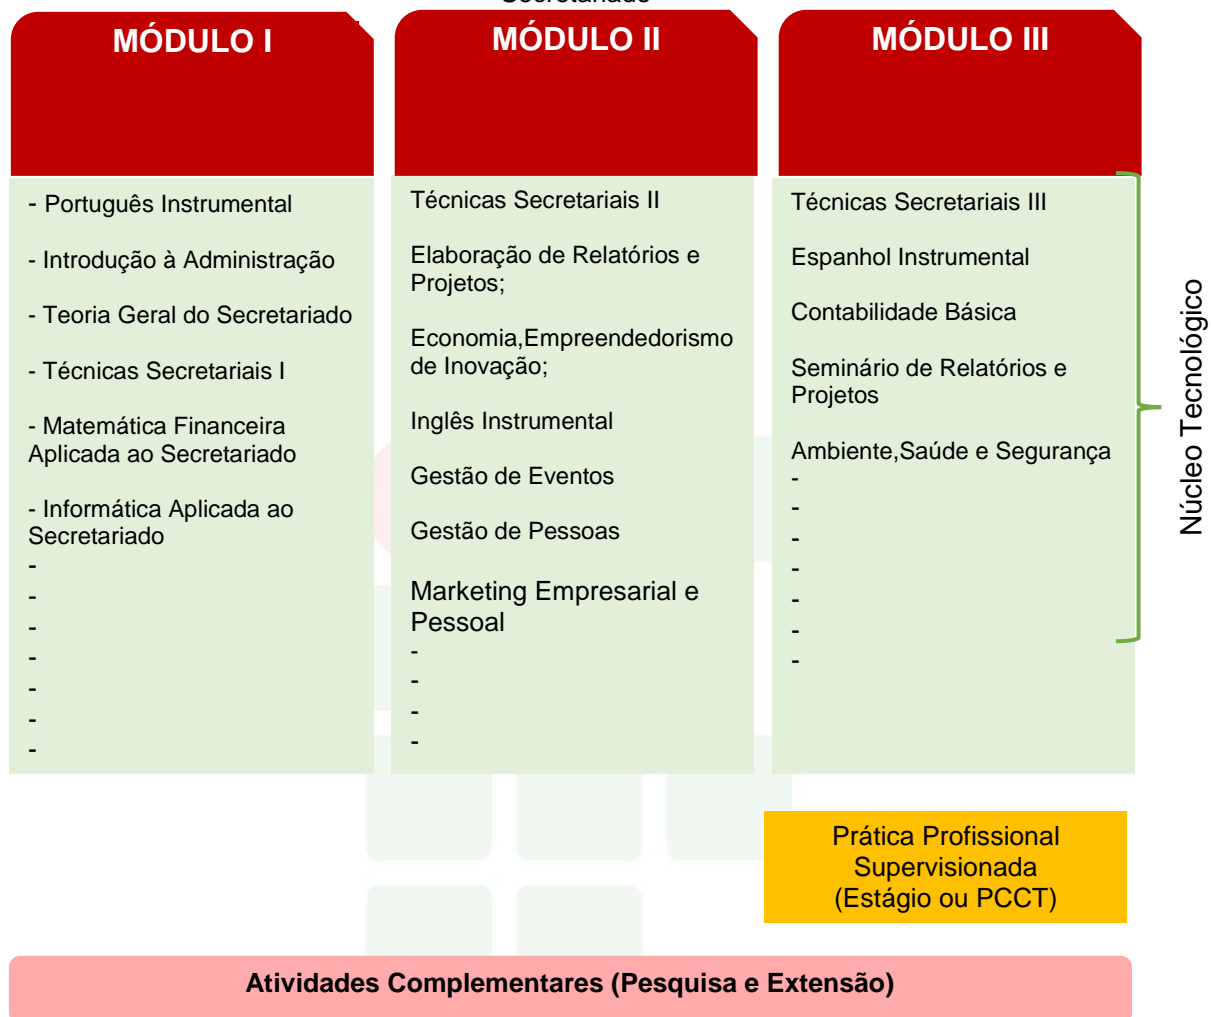 Secretariado
MÓDULO I
- Português Instrumental
- Introdução à Administração
- Teoria Geral do Secretariado
- Técnicas Secretariais I
- Matemática Financeira
Aplicada ao Secretariado
- Informática Aplicada ao
Secretariado
-
-
-
-
-
-
-
MÓDULO II
Técnicas Secretariais II
Elaboração de Relatórios e
Projetos;
Economia,Empreendedorismo
de Inovação;
Inglês Instrumental
Gestão de Eventos
Gestão de Pessoas
Marketing Empresarial e
Pessoal
-
-
-
-
MÓDULO III
Técnicas Secretariais III
Espanhol Instrumental
Contabilidade Básica
Seminário de Relatórios e
Projetos
Ambiente,Saúde e Segurança
-
-
-
-
-
-
-
Núcleo Tecnológico
Prática Profissional
Supervisionada
(Estágio ou PCCT)
Atividades Complementares (Pesquisa e Extensão)